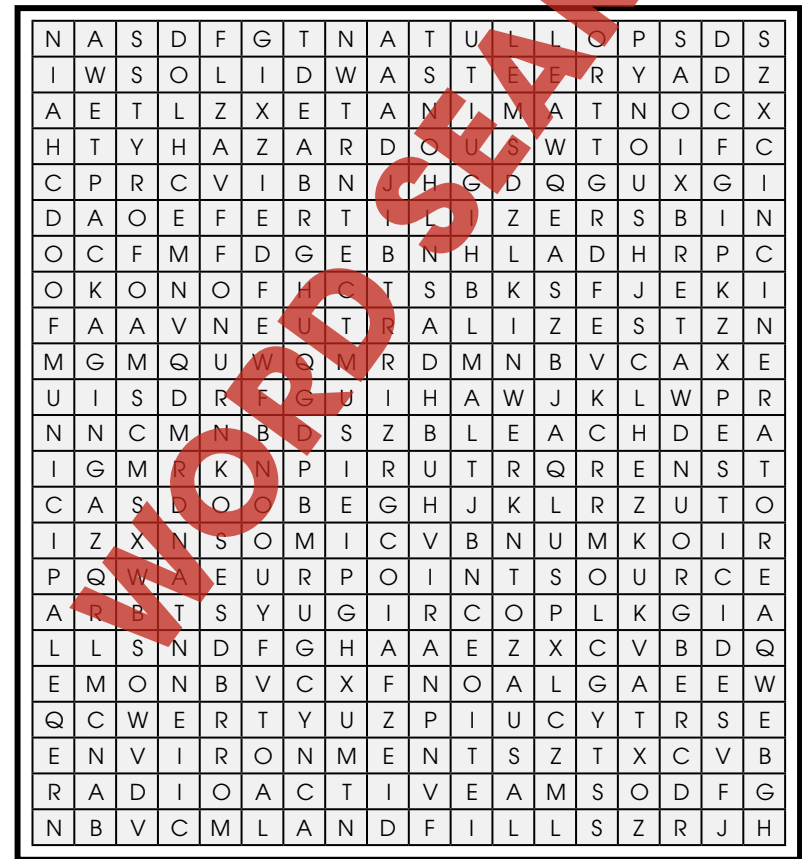 N A S D F G T N A T U L L O P S D S
I W S O L I D W A S T E E R Y A D Z
A E T L Z X E T A N I M A T N O C X
H T Y H A Z A R D O U S W T O I F C
C P R C V I B N J H G D Q G U X G I
D A O E F E R T I L I Z E R S B I N
O C F M F D G E B N H L A D H R P C
O K O N O F H C T S B K S F J E K I
F A A V N E U T R A L I Z E S T Z N
M G M Q U W Q M R D M N B V C A X E
U I S D R F G U I H A W J K L W P R
N N C M N B D S Z B L E A C H D E A
I G M R K N P I R U T R Q R E N S T
C A S D O O B E G H J K L R Z U T O
I Z X N S O M I C V B N U M K O I R
P Q W A E U R P O I N T S O U R C E
A R B T S Y U G I R C O P L K G I A
L L S N D F G H A A E Z X C V B D Q
E M O N B V C X F N O A L G A E E W
Q C W E R T Y U Z P I U C Y T R S E
E N V I R O N M E N T S Z T X C V B
R A D I O A C T I V E A M S O D F G
N B V C M L A N D F I L L S Z R J H
WORD SEAR